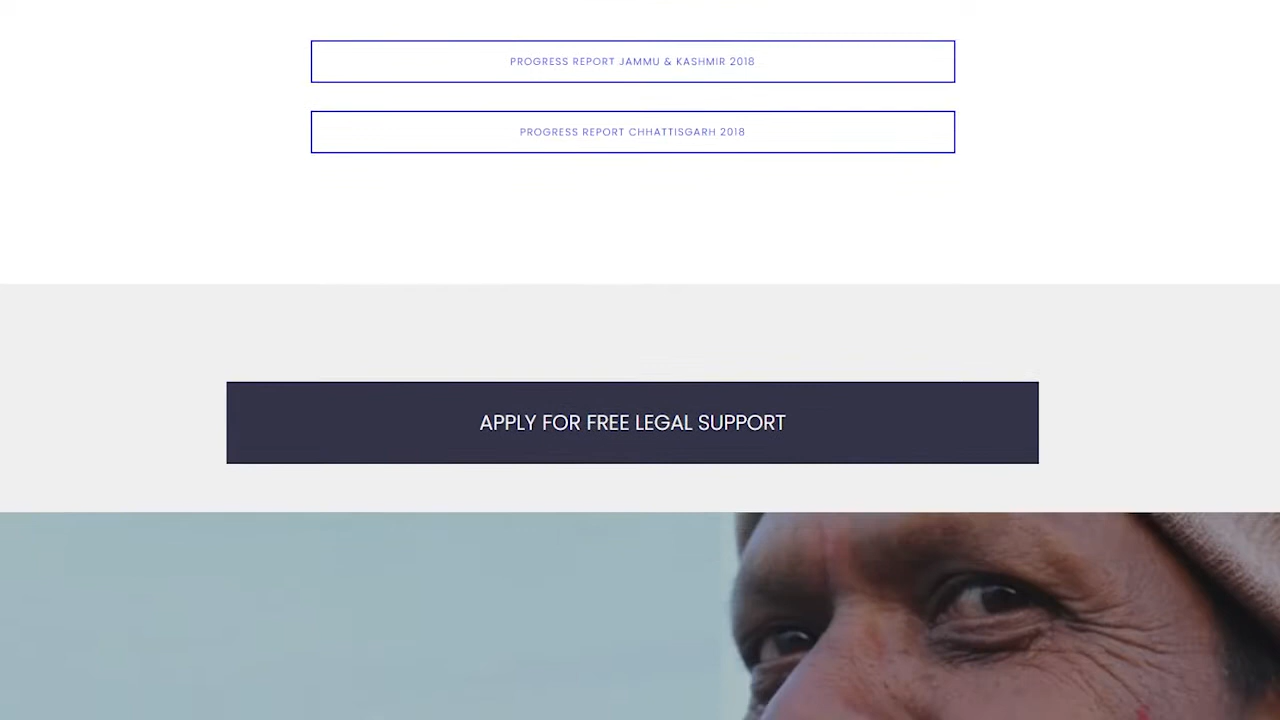 PROGRESS REPORT JAMMU & KASHMIR 2018
PROGRESS REPORT CHHATTISGARH 2018
APPLY FOR FREE LEGAL SUPPORT